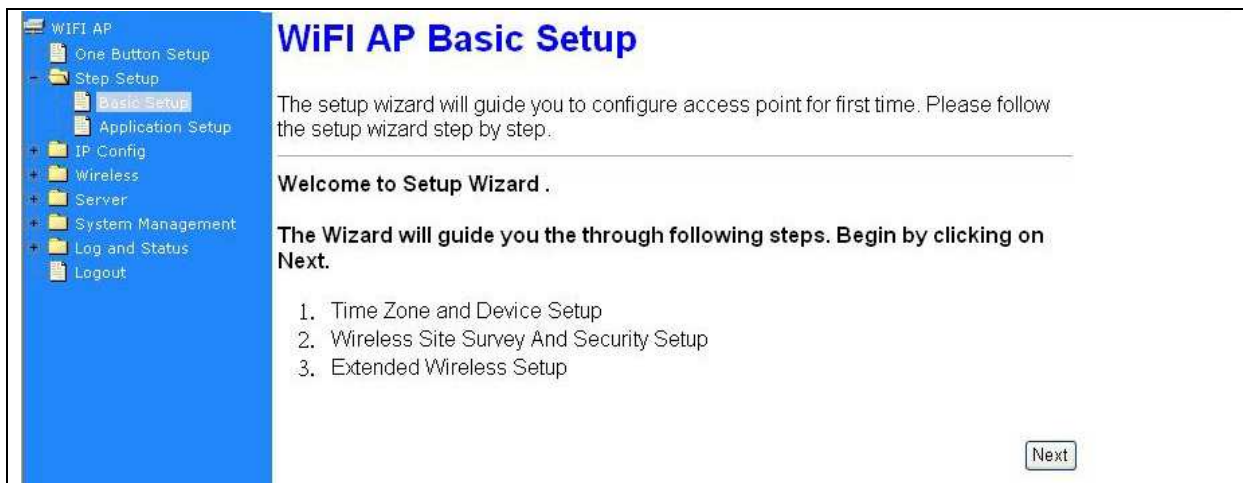 WIFI AP
One Button Setup
Step Setup
Basic Setup
Application Setup
IP Config
Wireless
Server
System Management
Log and Status
Logout
WiFI AP Basic Setup
The setup wizard will guide you to configure access point for first time. Please follow
the setup wizard step by step.
Welcome to Setup Wizard .
The Wizard will guide you the through following steps. Begin by clicking on
Next.
1. Time Zone and Device Setup
2. Wireless Site Survey And Security Setup
3. Extended Wireless Setup
Next